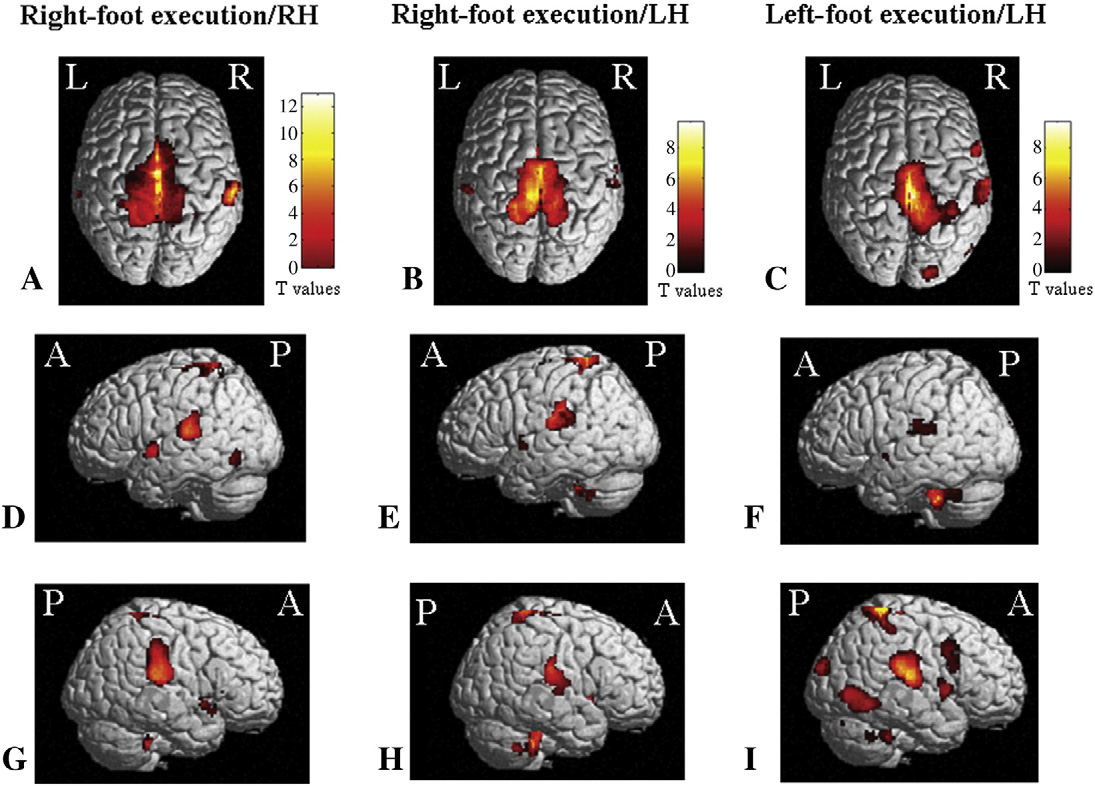 Right-foot execution/RH
Right-foot execution/LH
Left-foot execution/LH
L R
12
10
8
6
4
2
0
T values
A
L R
8
6
4
2
0
T values
B
L R
8
6
4
2
0
T values
C
A P
D
A P
E
A P
F
P A
G
P A
H
P A
I